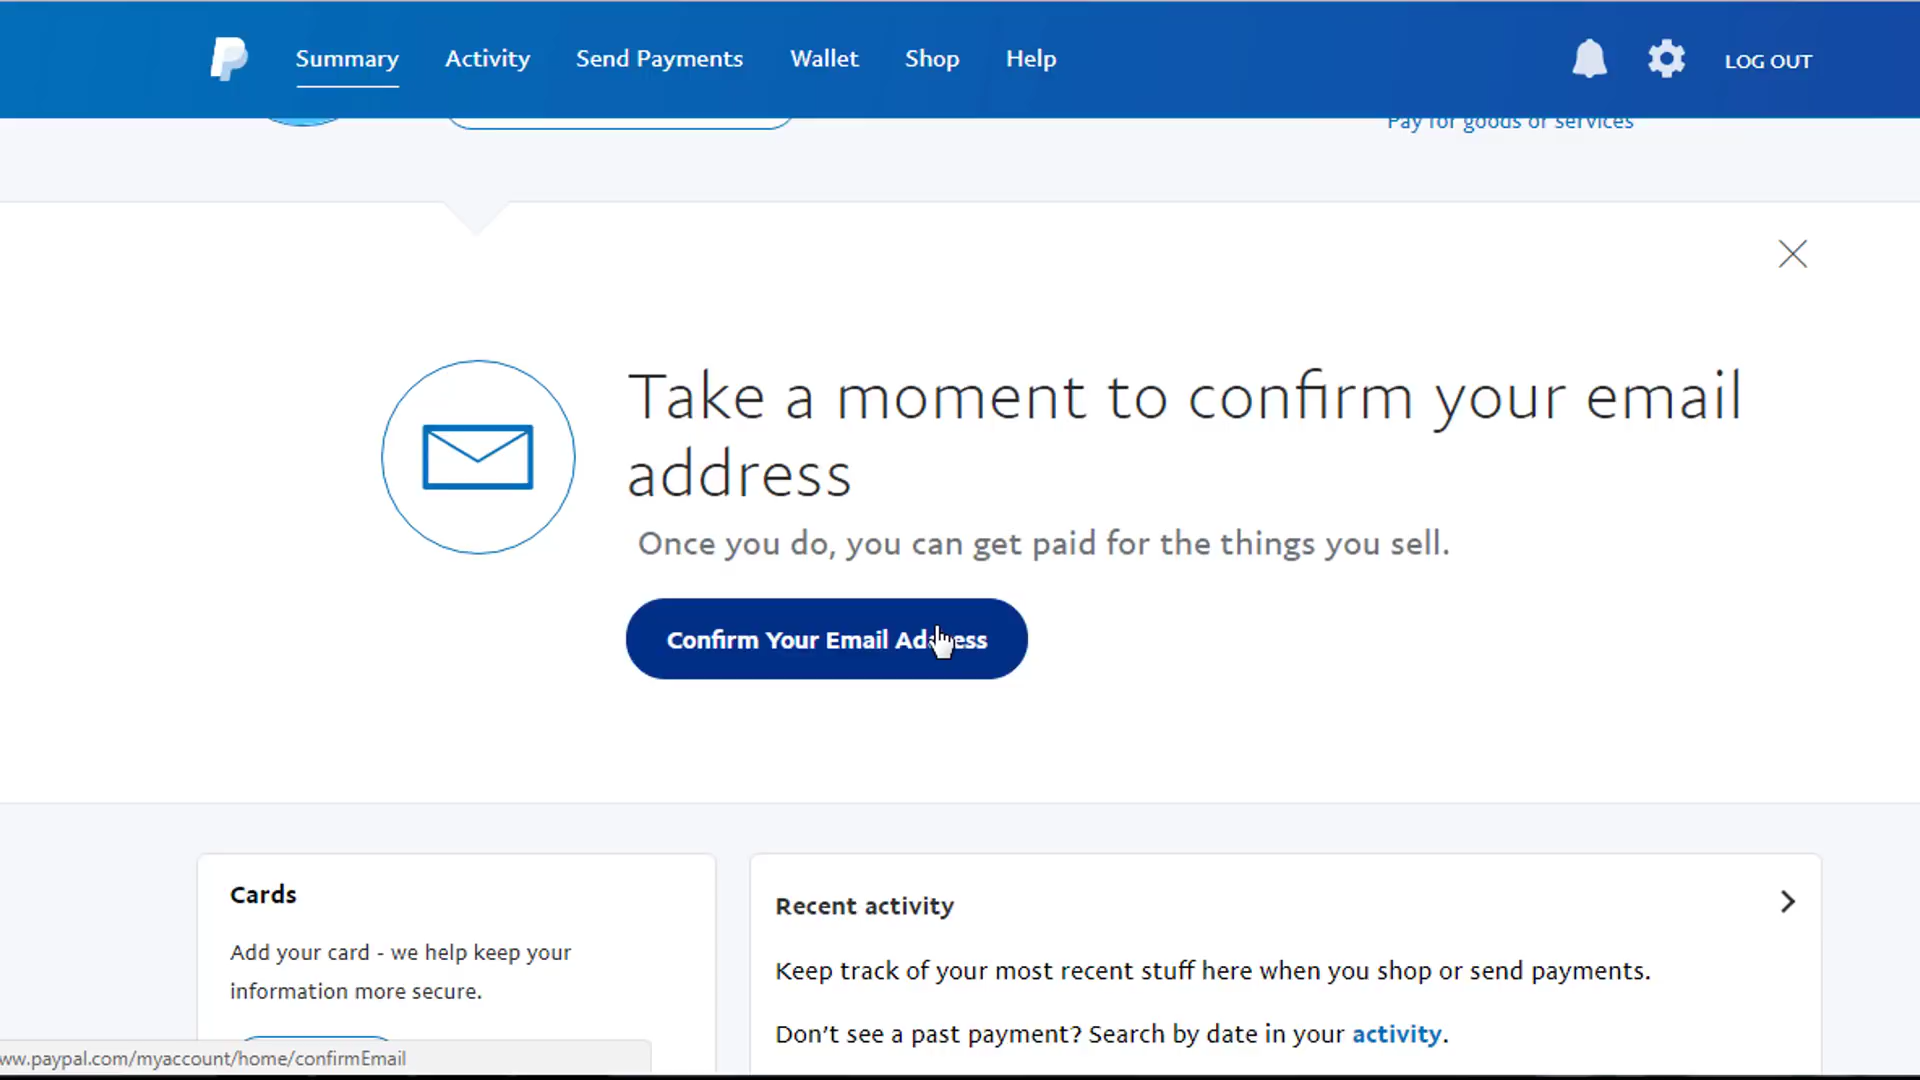 Summary Activity Send Payments Wallet Shop Help LOG OUT
Pay for goods or services
Take a moment to confirm your email
address
Once you do, you can get paid for the things you sell.
Confirm Your Email Address
Cards
Add your card - we help keep your
information more secure.
Recent activity
Keep track of your most recent stuff here when you shop or send payments.
Don't see a past payment? Search by date in your activity.
ww.paypal.com/myaccount/home/confirmEmail